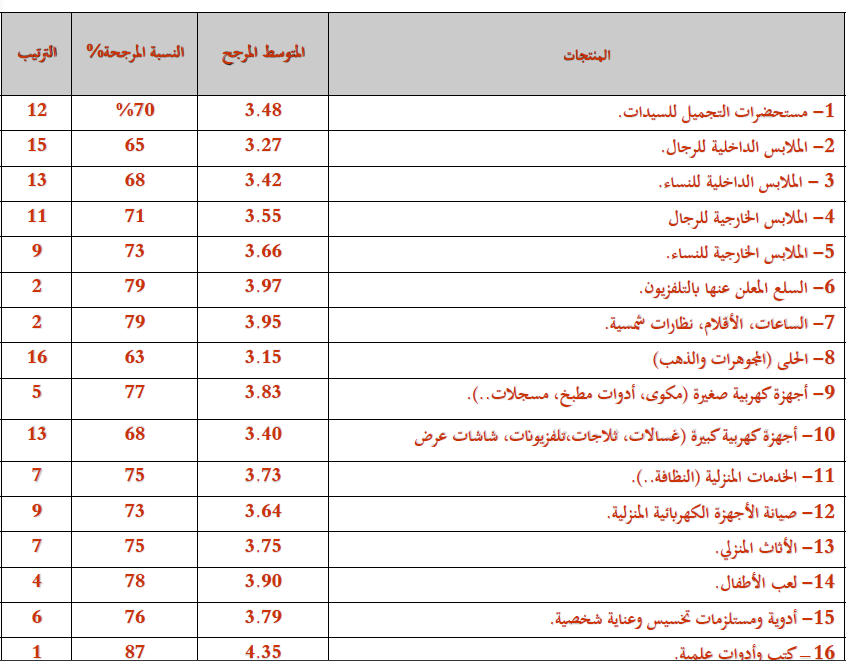 المنتجات المتوسط المرجح النسبة المرجحة% الترتيب
1– مستحضرات التجميل للسيدات. 3.48 70% 12
2– الملابس الداخلية للرجال. 3.27 65 15
3 – الملابس الداخلية للنساء. 3.42 68 13
4– الملابس الخارجية للرجال 3.55 71 11
5– الملابس الخارجية للنساء. 3.66 73 9
6– السلع المعلن عنها بالتلفزيون. 3.97 79 2
7– الساعات، الأقلام، نظارات شمسية. 3.95 79 2
8– الحلى (المجوهرات والذهب) 3.15 63 16
9– أجهزة كهربية صغيرة (مكوى، أدوات مطبخ، مسجلات..). 3.83 77 5
10– أجهزة كهربية كبيرة (غسالات، ثلاجات،تلفزيونات، شاشات عرض 3.40 68 13
11– الخدمات المنزلية (النظافة..). 3.73 75 7
12– صيانة الأجهزة الكهربائية المنزلية. 3.64 73 9
13– الأثاث المنزلي. 3.75 75 7
14– لعب الأطفال. 3.90 78 4
15– أدوية ومستلزمات تخسيس وعناية شخصية. 3.79 76 6
16– كتب وأدوات علمية. 4.35 87 1